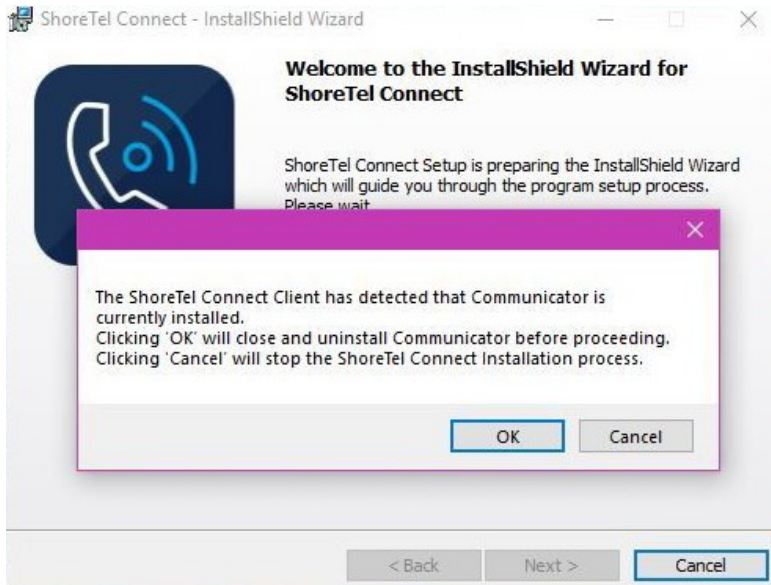 ShoreTel Connect - InstallShield Wizard
Welcome to the InstallShield Wizard for
ShoreTel Connect
ShoreTel Connect Setup is preparing the InstallShield Wizard
which will guide you through the program setup process.
Please wait
The ShoreTel Connect Client has detected that Communicator is
currently installed.
Clicking 'OK' will close and uninstall Communicator before proceeding.
Clicking 'Cancel' will stop the ShoreTel Connect Installation process.
OK Cancel
< Back Next > Cancel